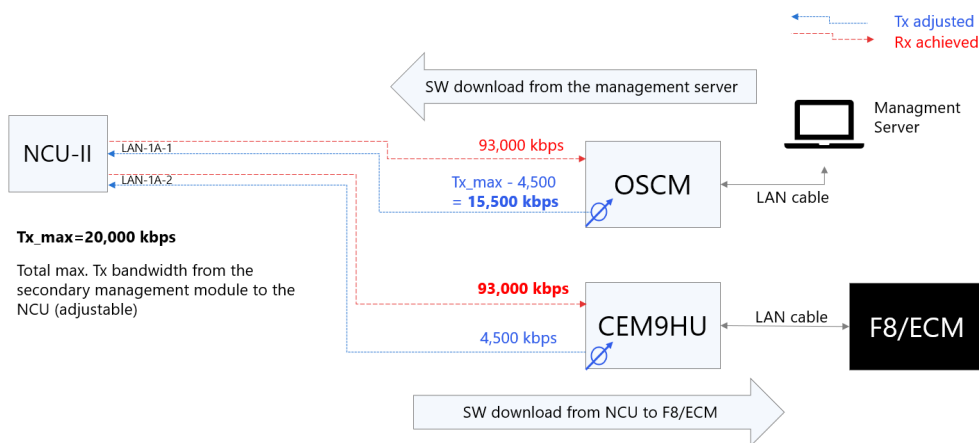 Tx adjusted
Rx achieved
SW download from the management server
Managment
Server
NCU-II
LAN-1A-1
LAN-1A-2
93,000 kbps
Tx_max - 4,500
= 15,500 kbps
OSCM
LAN cable
Tx_max=20,000 kbps
Total max. Tx bandwidth from the
secondary management module to the
NCU (adjustable)
93,000 kbps
4,500 kbps
CEM9HU
LAN cable
F8/ECM
SW download from NCU to F8/ECM